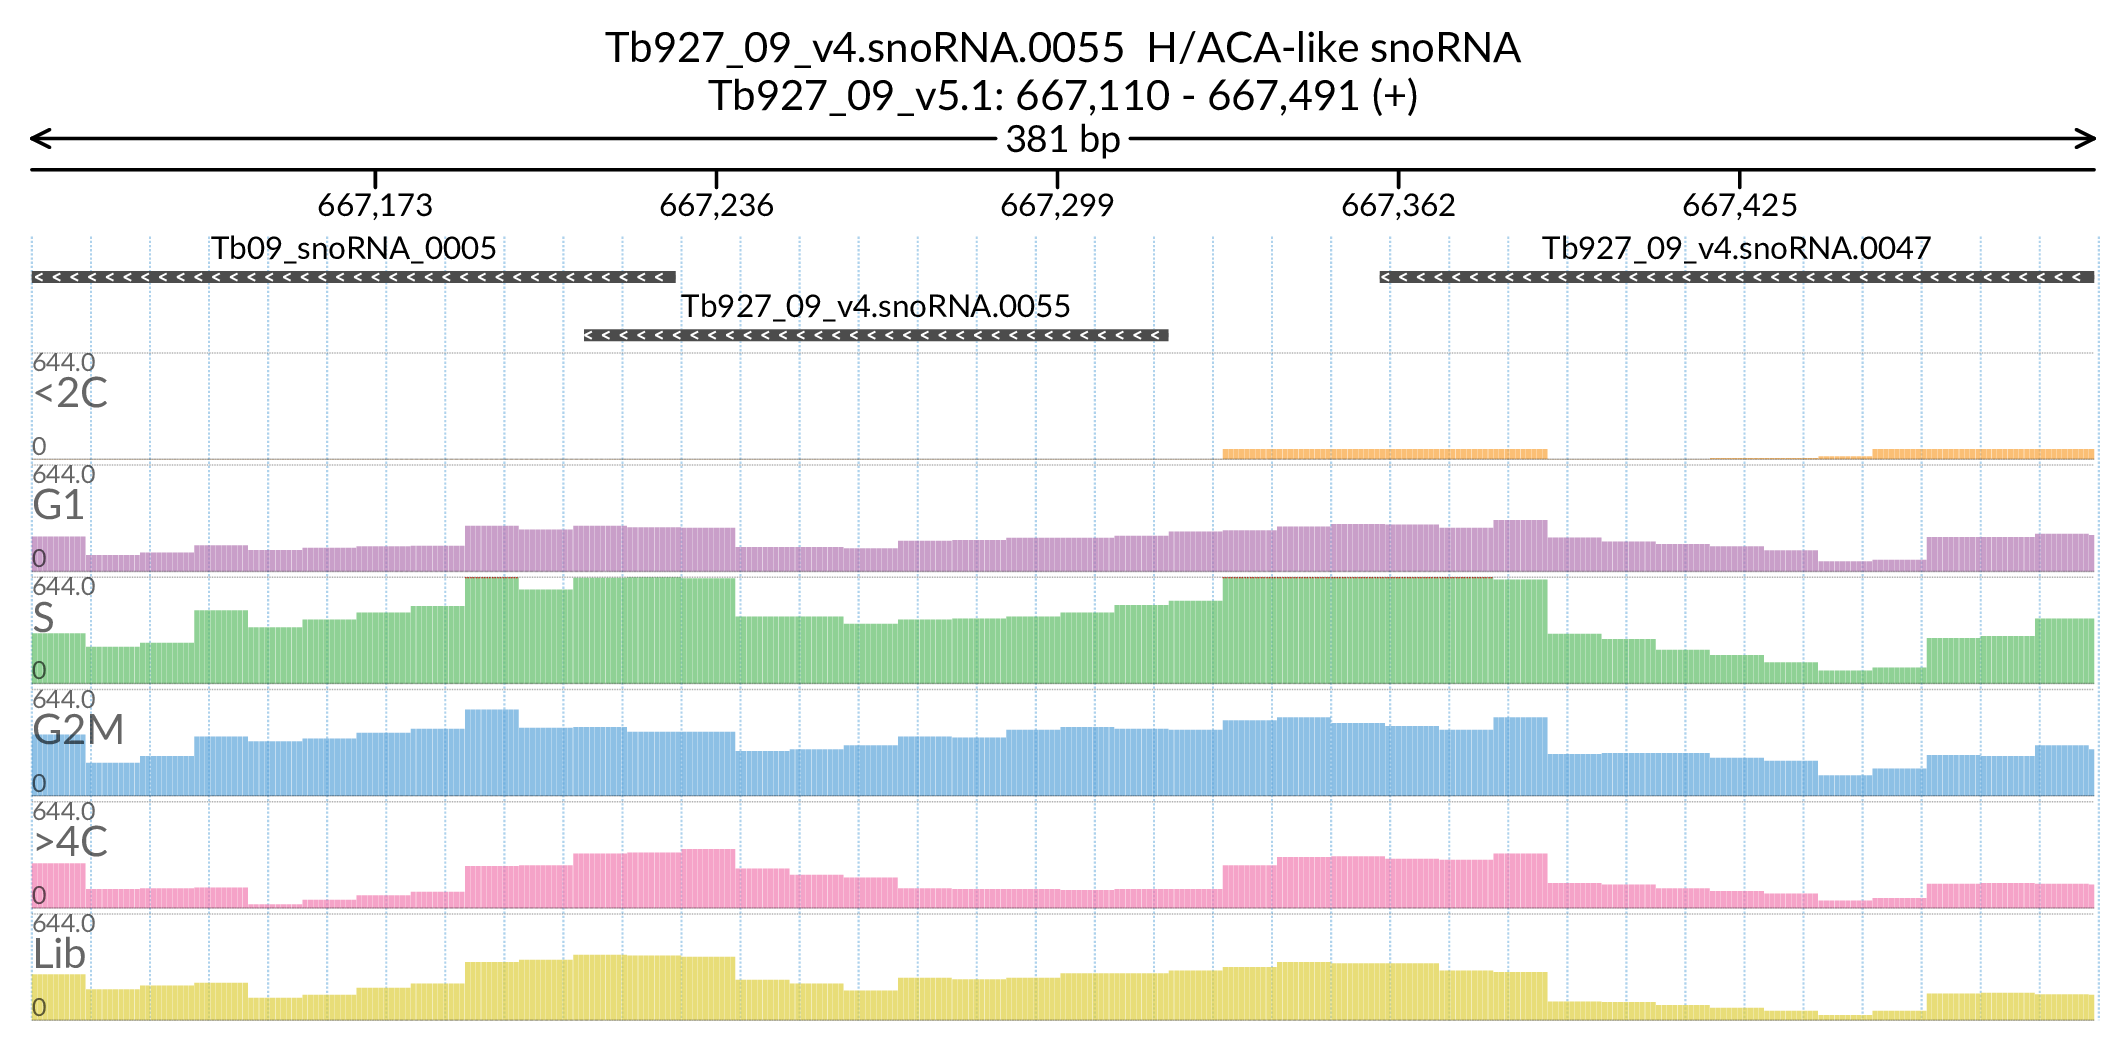 Tb927_09_v4.snoRNA.0055  H/ACA-like snoRNA
Tb927_09_v5.1: 667,110 - 667,491 (+)
381 bp
667,173 667,236 667,299 667,362 667,425
Tb09_snoRNA_0005 Tb927_09_v4.snoRNA.0047
Tb927_09_v4.snoRNA.0055
644.0
<2C
0
644.0
G1
0
644.0
S
0
644.0
G2M
0
644.0
>4C
0
644.0
Lib
0